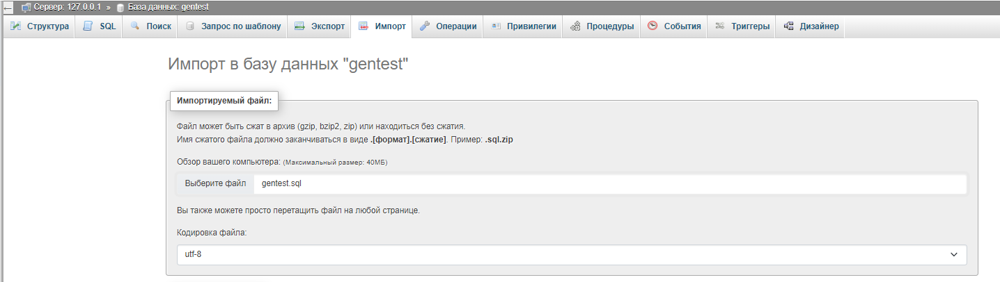 ← Сервер: 127.0.0.1 » База данных: gentest
Структура SQL Поиск Запрос по шаблону Экспорт Импорт Операции Привилегии Процедуры События Триггеры Дизайнер
Импорт в базу данных "gentest"
Импортируемый файл:
Файл может быть сжат в архив (gzip, bzip2, zip) или находиться без сжатия.
Имя сжатого файла должно заканчиваться в виде .[формат].[сжатие]. Пример: .sql.zip
Обзор вашего компьютера: (Максимальный размер: 40МБ)
Выберите файл gentest.sql
Вы также можете просто перетащить файл на любой странице.
Кодировка файла:
utf-8